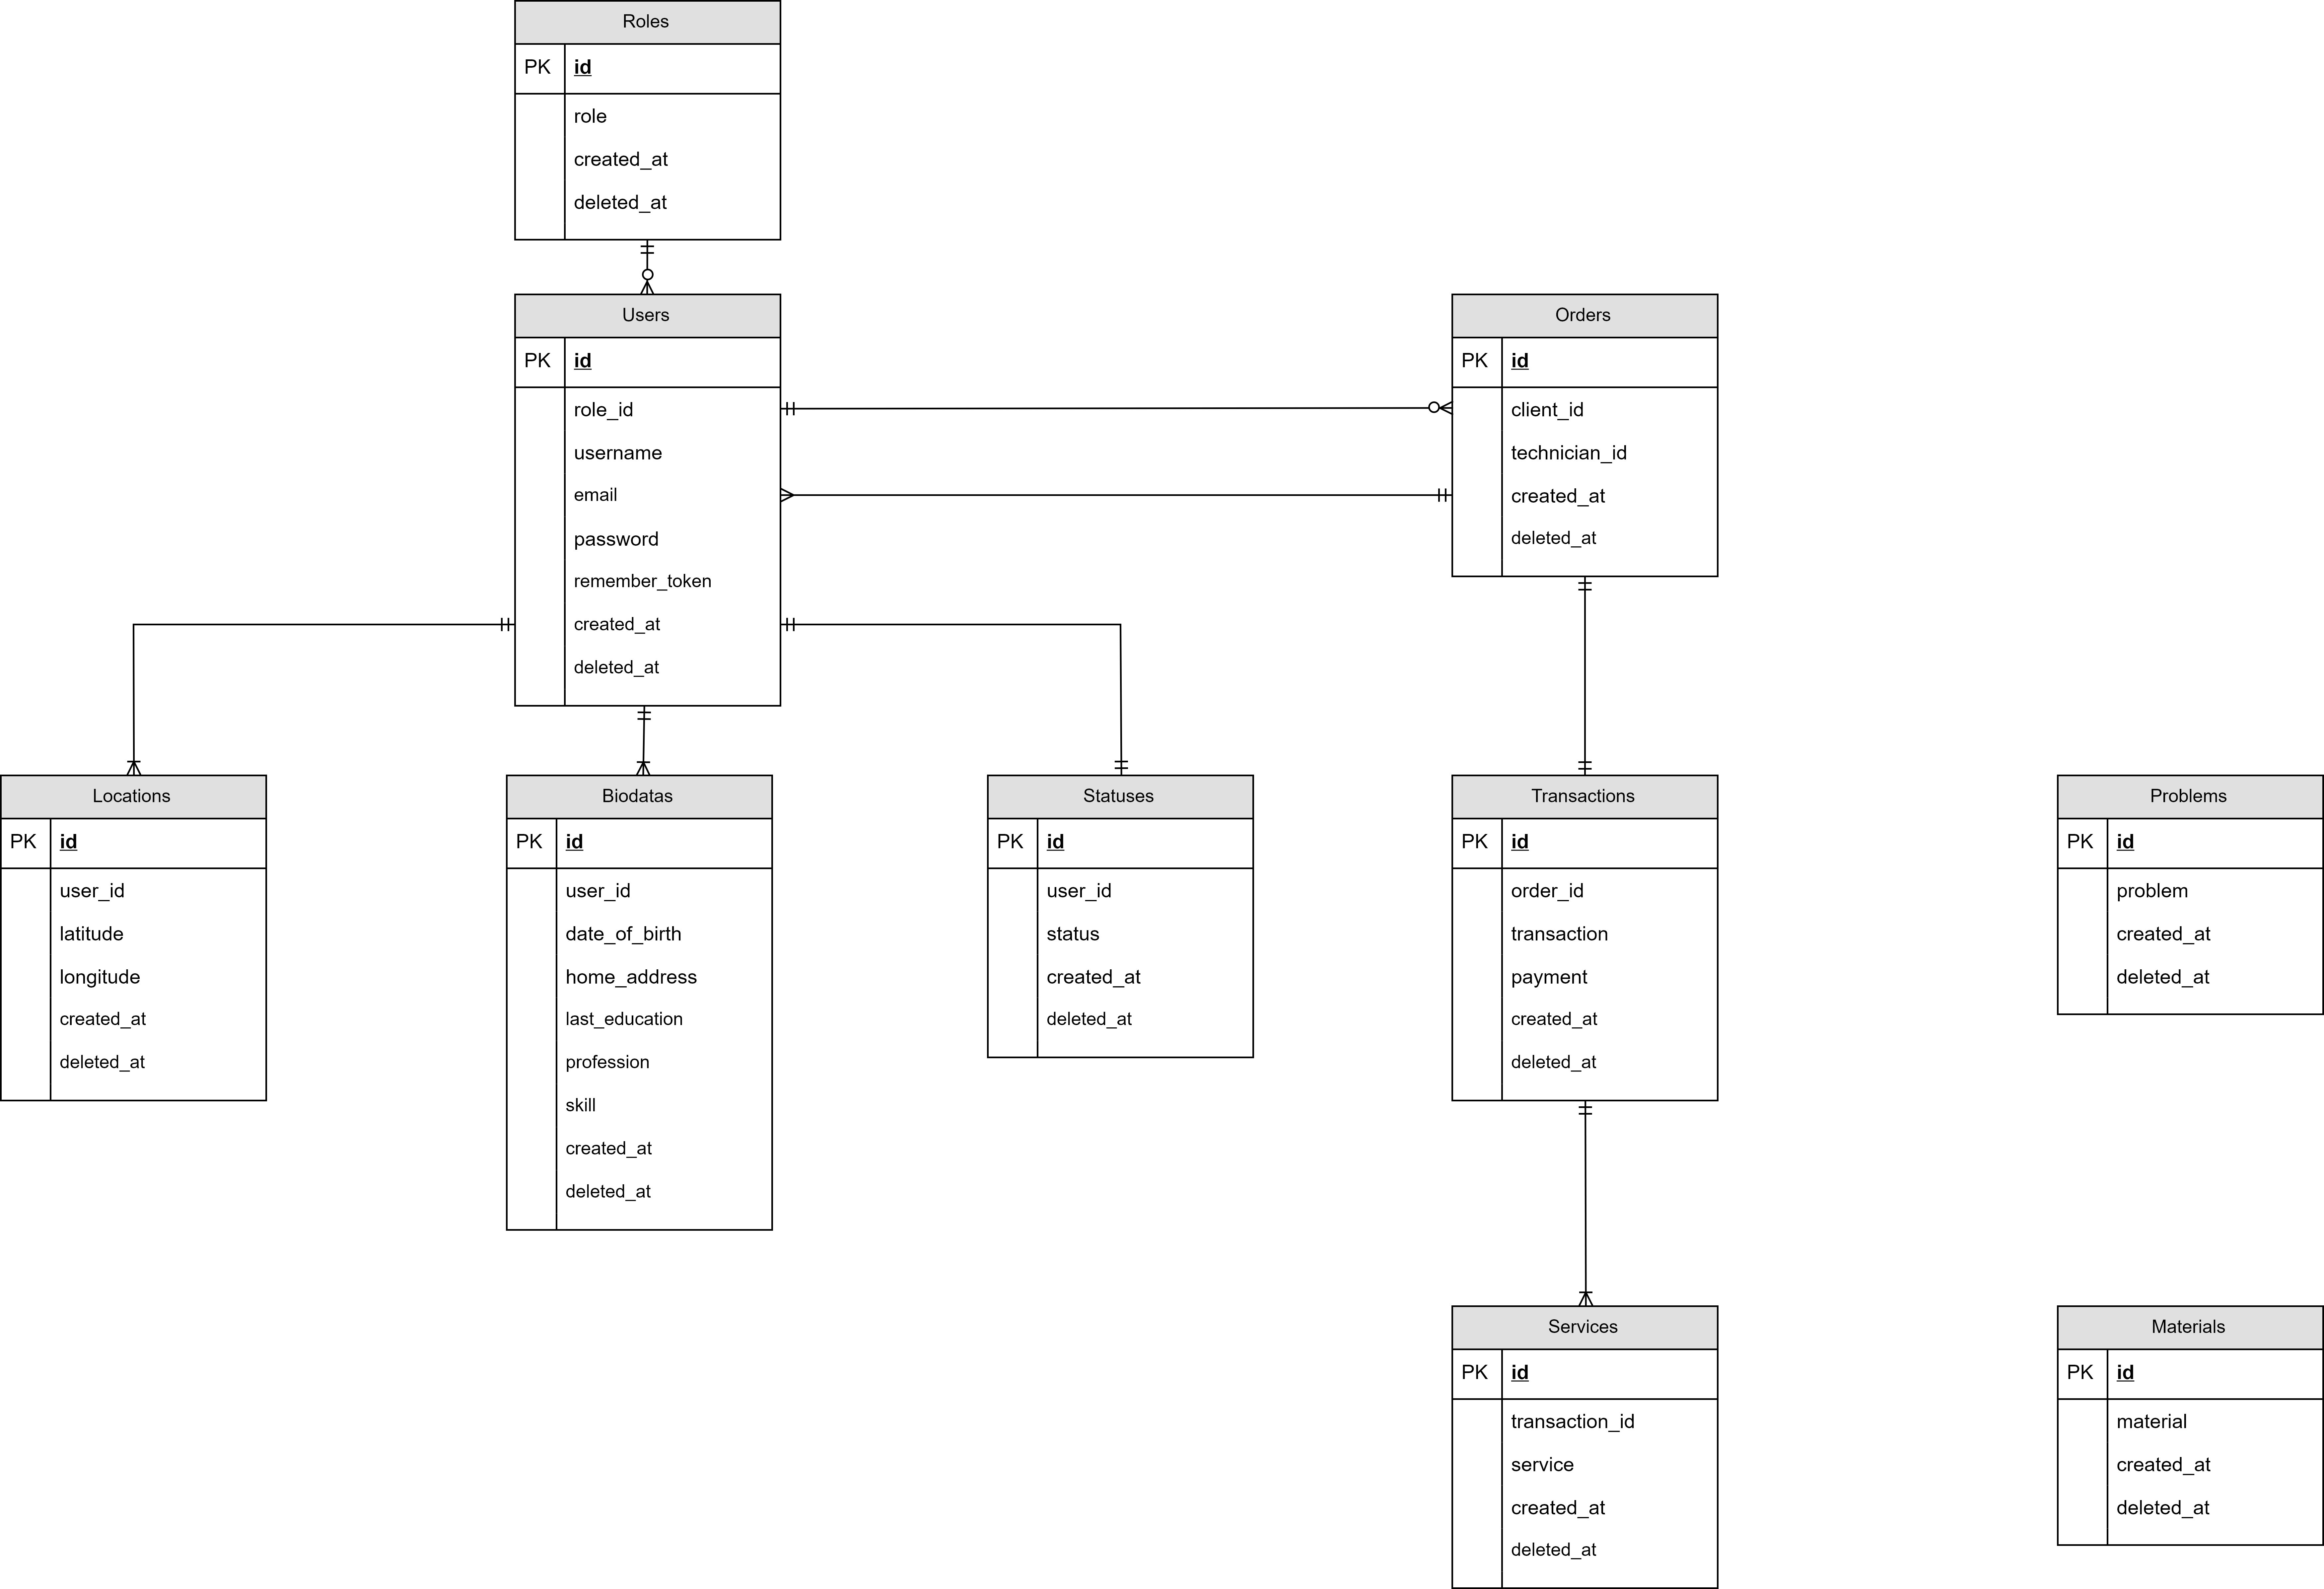 Roles
PK id
role
created_at
deleted_at
Users
PK id
role_id
username
email
password
remember_token
created_at
deleted_at
Orders
PK id
client_id
technician_id
created_at
deleted_at
Locations
PK id
user_id
latitude
longitude
created_at
deleted_at
Biodatas
PK id
user_id
date_of_birth
home_address
last_education
profession
skill
created_at
deleted_at
Statuses
PK id
user_id
status
created_at
deleted_at
Transactions
PK id
order_id
transaction
payment
created_at
deleted_at
Problems
PK id
problem
created_at
deleted_at
Services
PK id
transaction_id
service
created_at
deleted_at
Materials
PK id
material
created_at
deleted_at